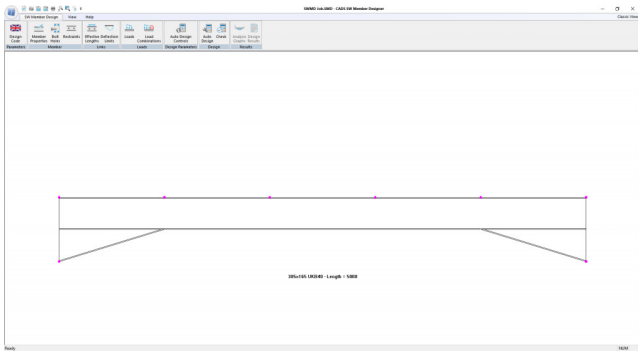 SWMD Job.SMD - CADS SW Member Designer
SW Member Design View Help Classic View
Design Code
Member Properties
Bolt Holes
Restraints
Effective Lengths
Deflection Limits
Loads
Load Combinations
Auto Design Controls
Auto Design
Check
Analysis Graphs
Design Results
Parameters Member Links Loads Design Parameters Design Results
305x165 UKB40 - Length = 5000
Ready NUM